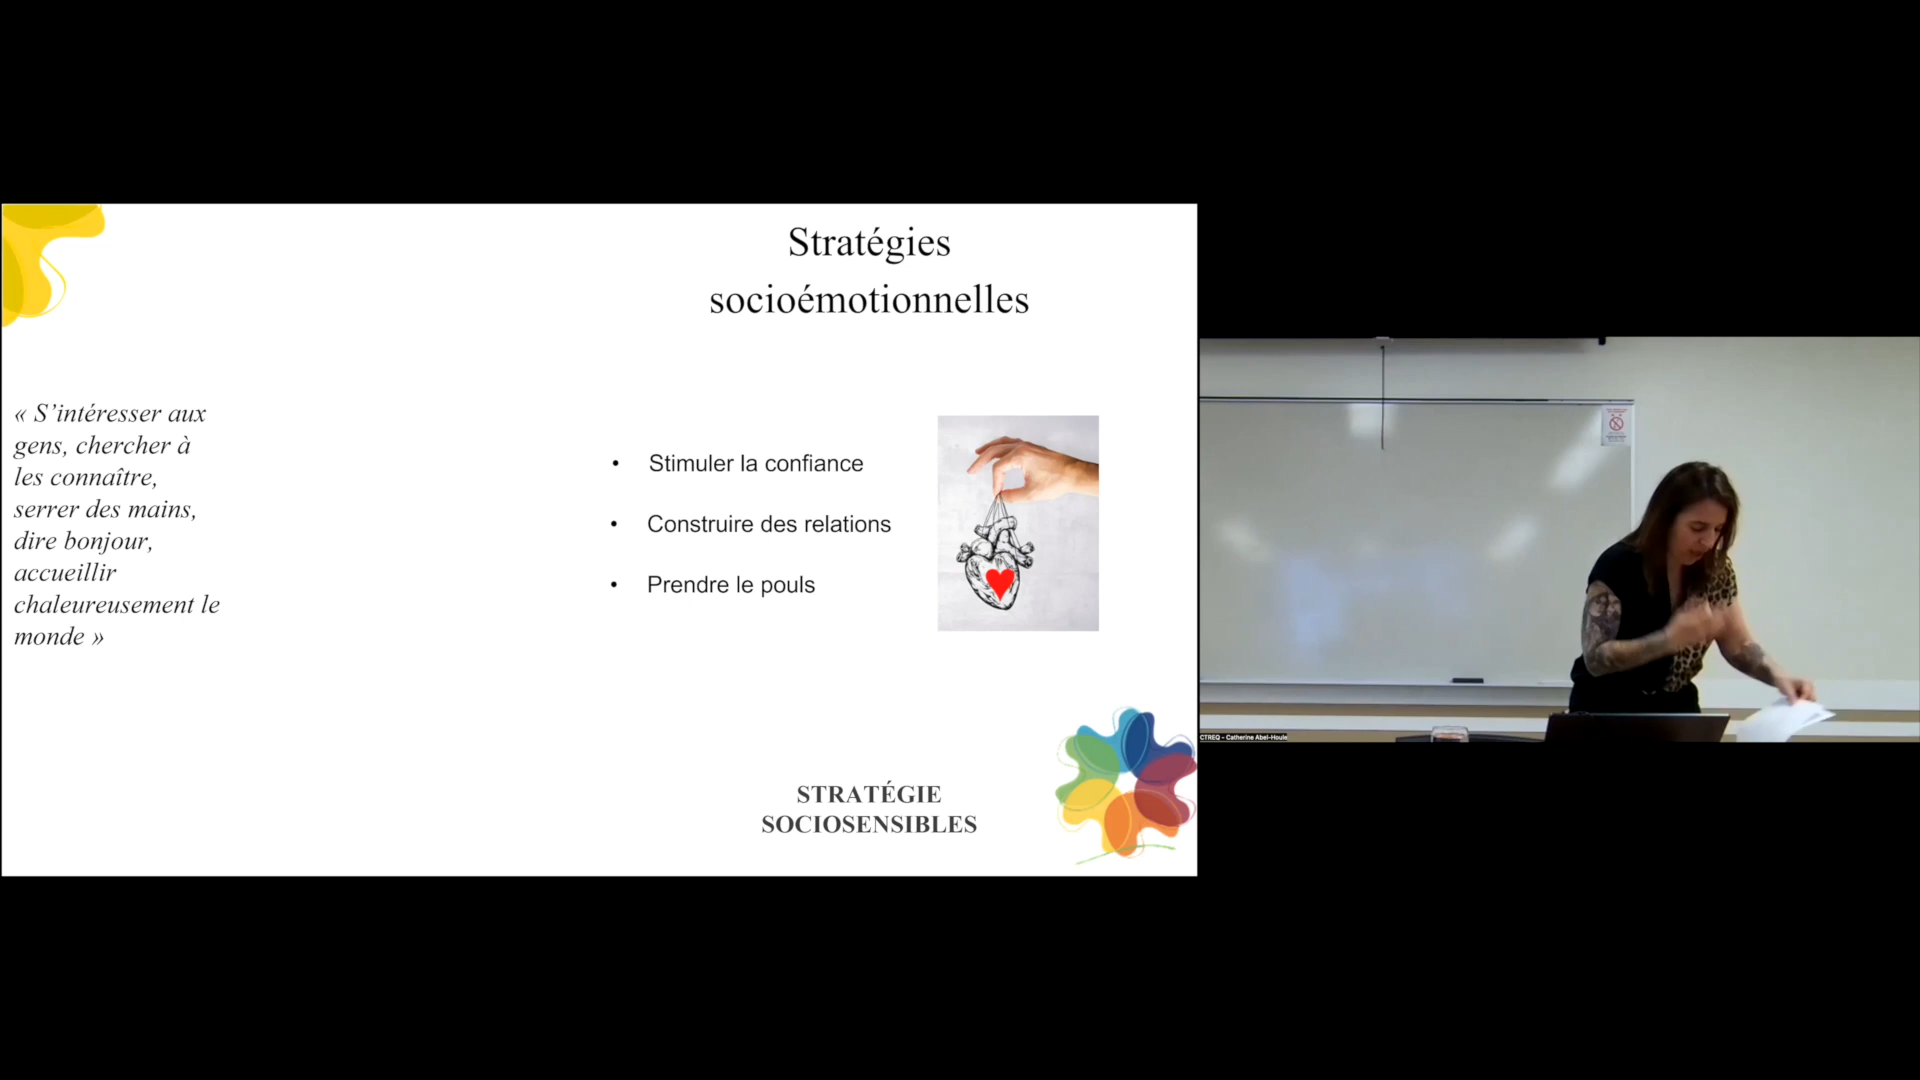 Stratégies
socioémotionnelles
« S’intéresser aux
gens, chercher à
les connaître,
serrer des mains,
dire bonjour,
accueillir
chaleureusement le
monde »
• Stimuler la confiance
• Construire des relations
• Prendre le pouls
STRATÉGIE
SOCIOSENSIBLES
CTREQ - Catherine Abel-Houle